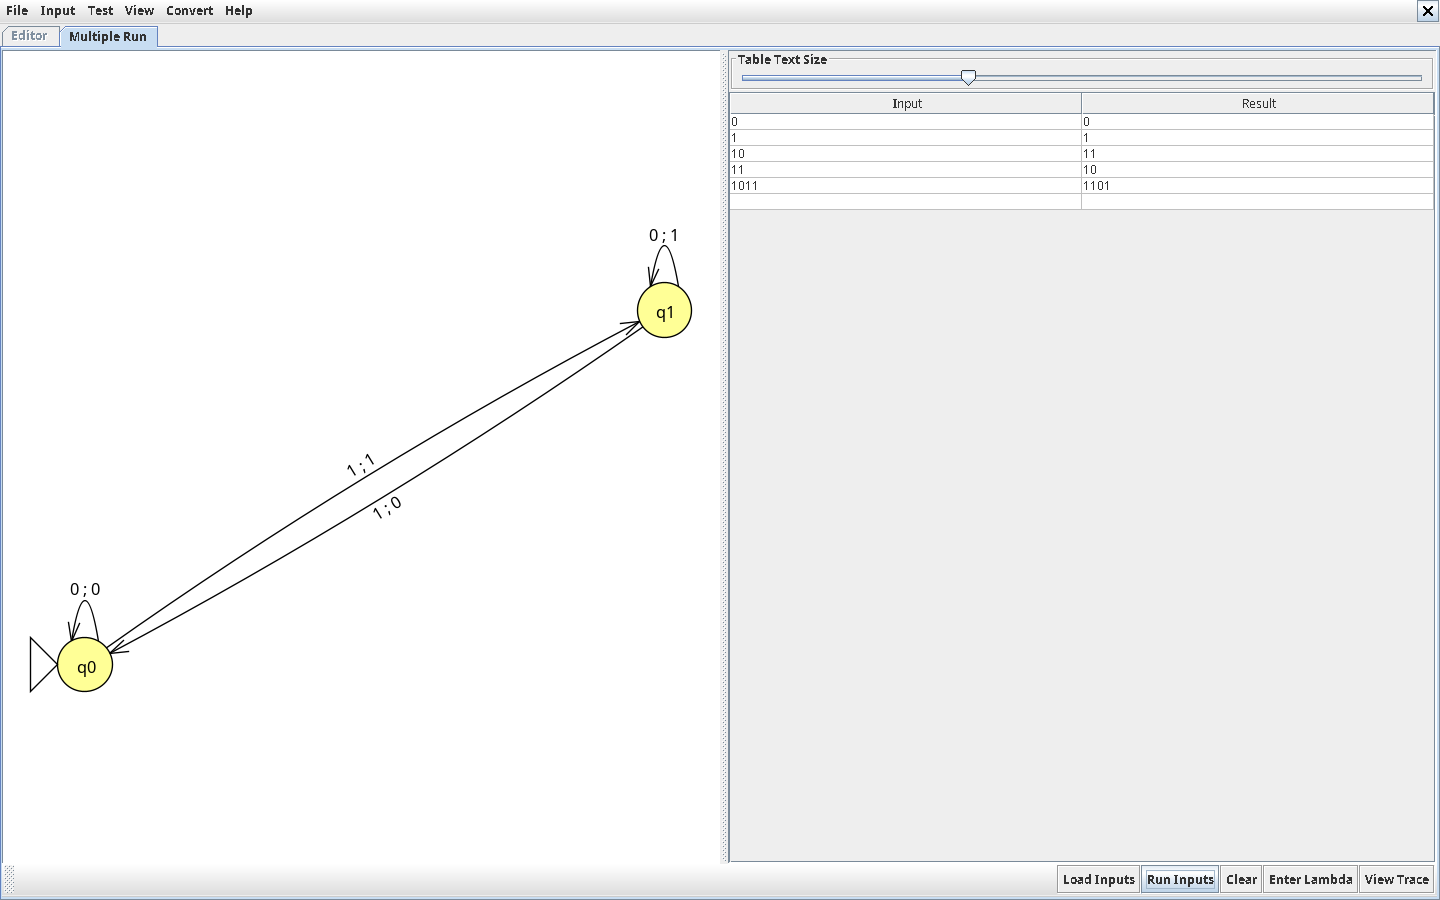 File Input Test View Convert Help
Editor Multiple Run
Table Text Size
Input Result
0 0
1 1
10 11
11 10
1011 1101
0 ; 1
q1
1 ; 1
1 ; 0
0 ; 0
q0
Load Inputs Run Inputs Clear Enter Lambda View Trace